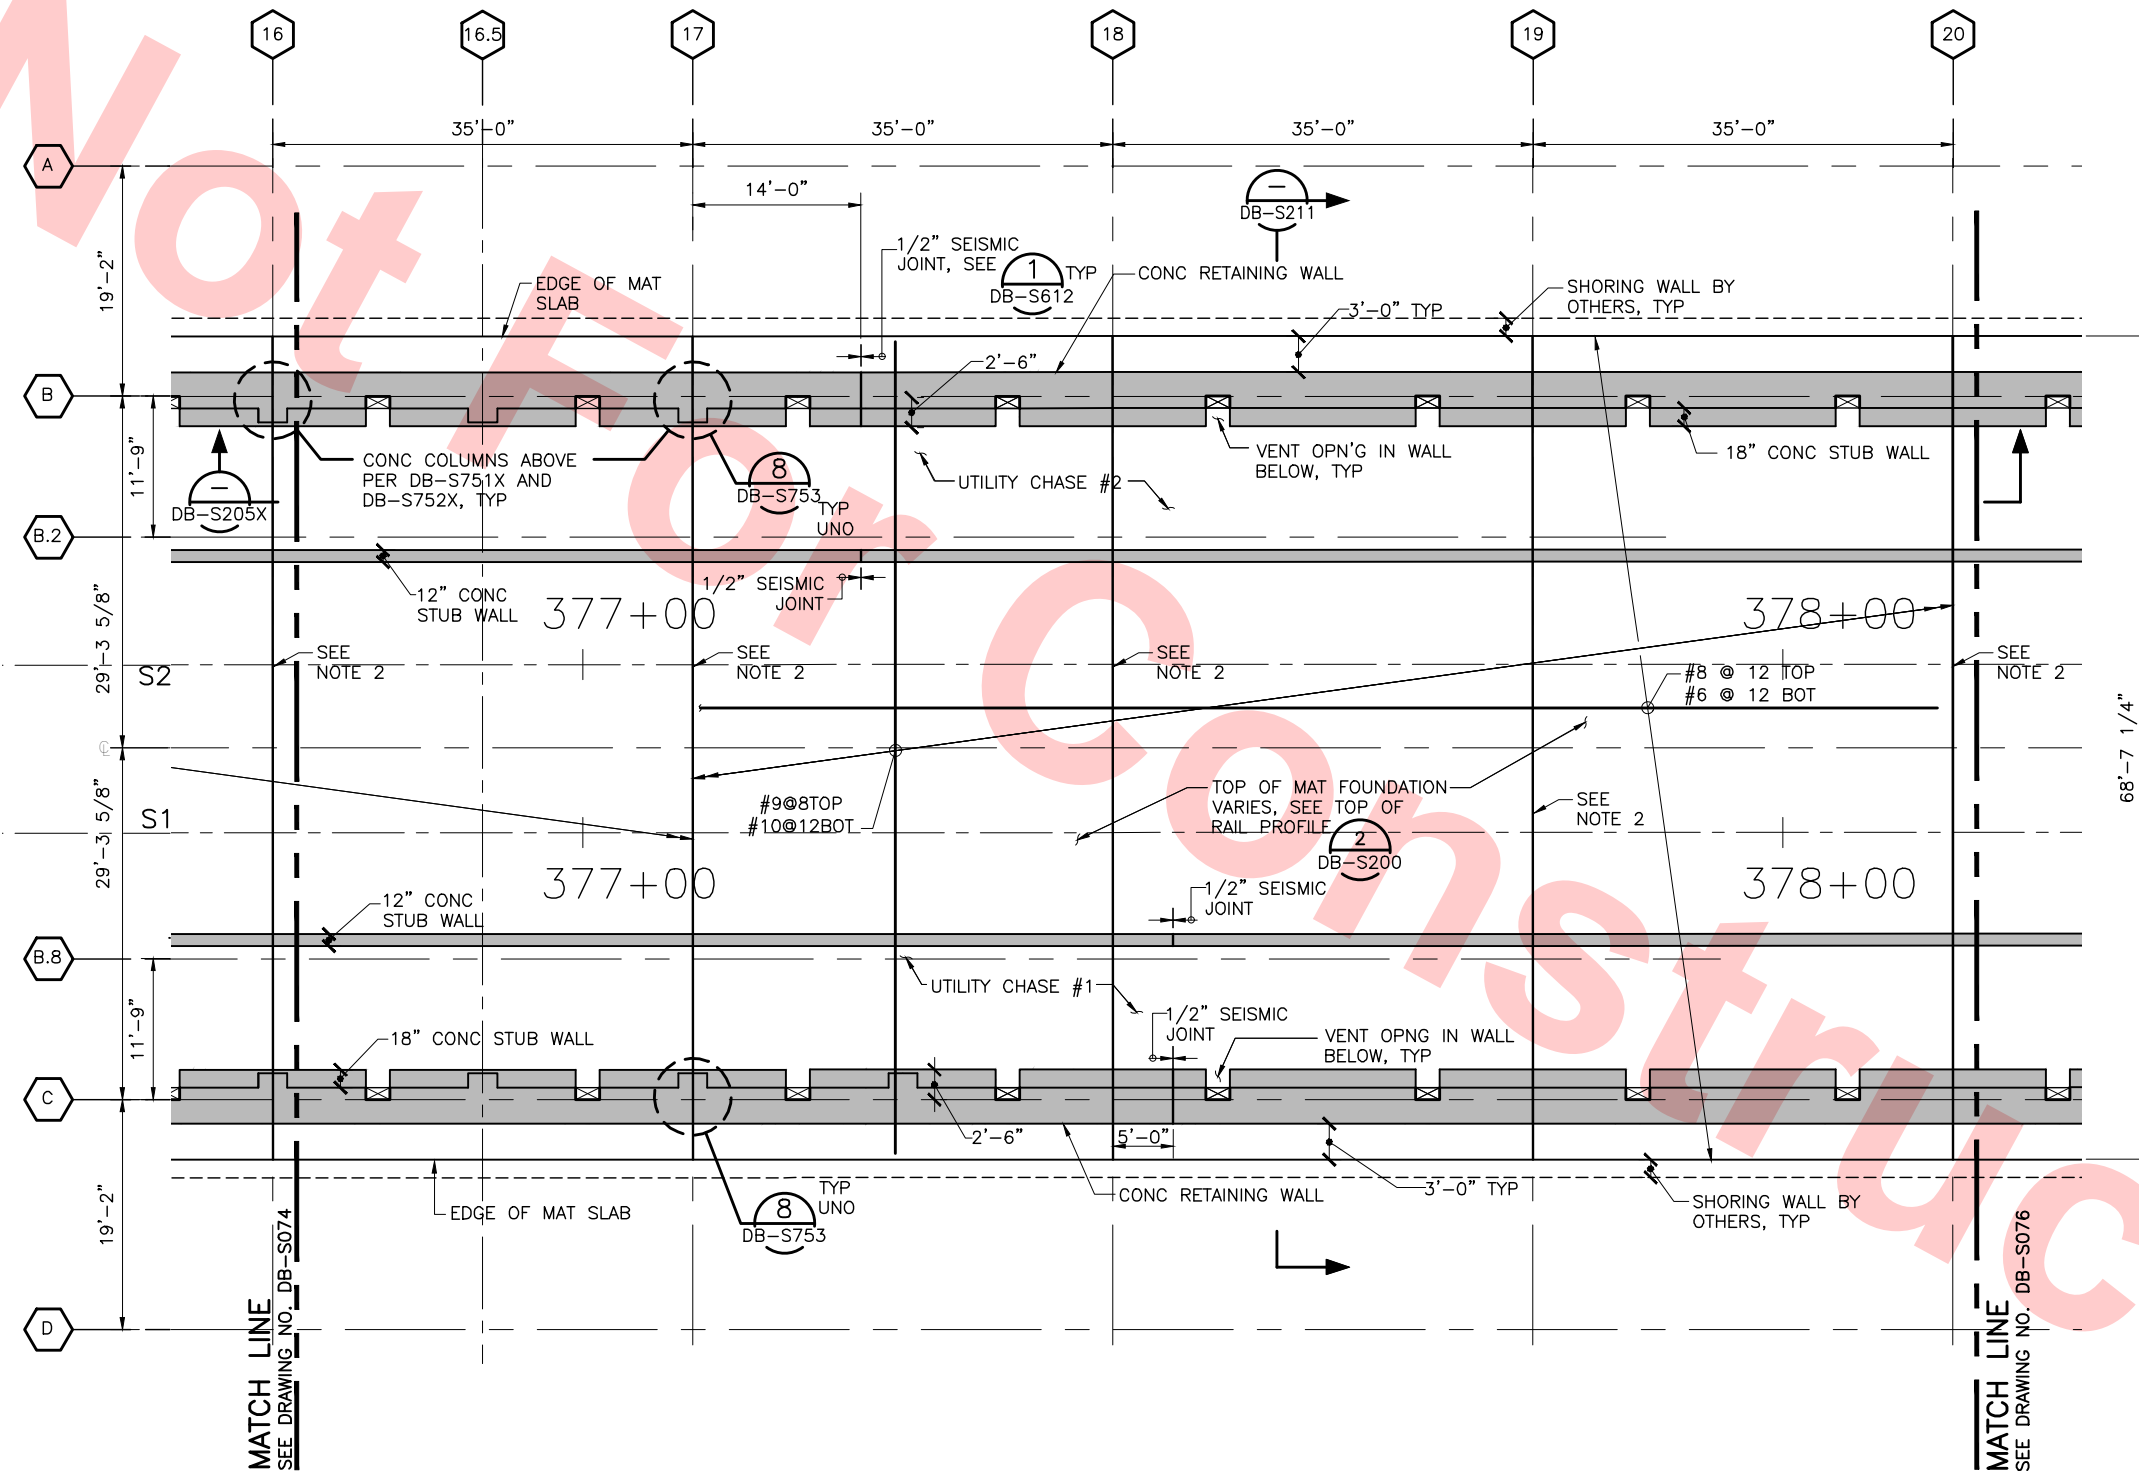 16
16.5
17
18
19
20
35'-0"
35'-0"
35'-0"
35'-0"
A
14'-0"
—
DB-S211
19'-2"
1/2" SEISMIC
JOINT, SEE
1
DB-S612
TYP
CONC RETAINING WALL
EDGE OF MAT
SLAB
SHORING WALL BY
OTHERS, TYP
3'-0" TYP
2'-6"
B
11'-9"
CONC COLUMNS ABOVE
PER DB-S751X AND
DB-S752X, TYP
8
DB-S753
TYP
UNO
UTILITY CHASE #2
VENT OPN'G IN WALL
BELOW, TYP
18" CONC STUB WALL
—
DB-S205X
B.2
12" CONC
STUB WALL
1/2" SEISMIC
JOINT
377+00
378+00
29'-3 5/8"
S2
SEE
NOTE 2
SEE
NOTE 2
SEE
NOTE 2
SEE
NOTE 2
#8 @ 12 TOP
#6 @ 12 BOT
68'-7 1/4"
℄
29'-3 5/8"
S1
#9@8TOP
#10@12BOT
TOP OF MAT FOUNDATION
VARIES, SEE TOP OF
RAIL PROFILE
2
DB-S200
SEE
NOTE 2
377+00
378+00
12" CONC
STUB WALL
1/2" SEISMIC
JOINT
B.8
UTILITY CHASE #1
11'-9"
1/2" SEISMIC
JOINT
18" CONC STUB WALL
VENT OPNG IN WALL
BELOW, TYP
C
2'-6"
5'-0"
3'-0" TYP
CONC RETAINING WALL
SHORING WALL BY
OTHERS, TYP
19'-2"
EDGE OF MAT SLAB
8
DB-S753
TYP
UNO
D
MATCH LINE
SEE DRAWING NO. DB-S074
MATCH LINE
SEE DRAWING NO. DB-S076
Not For Construc